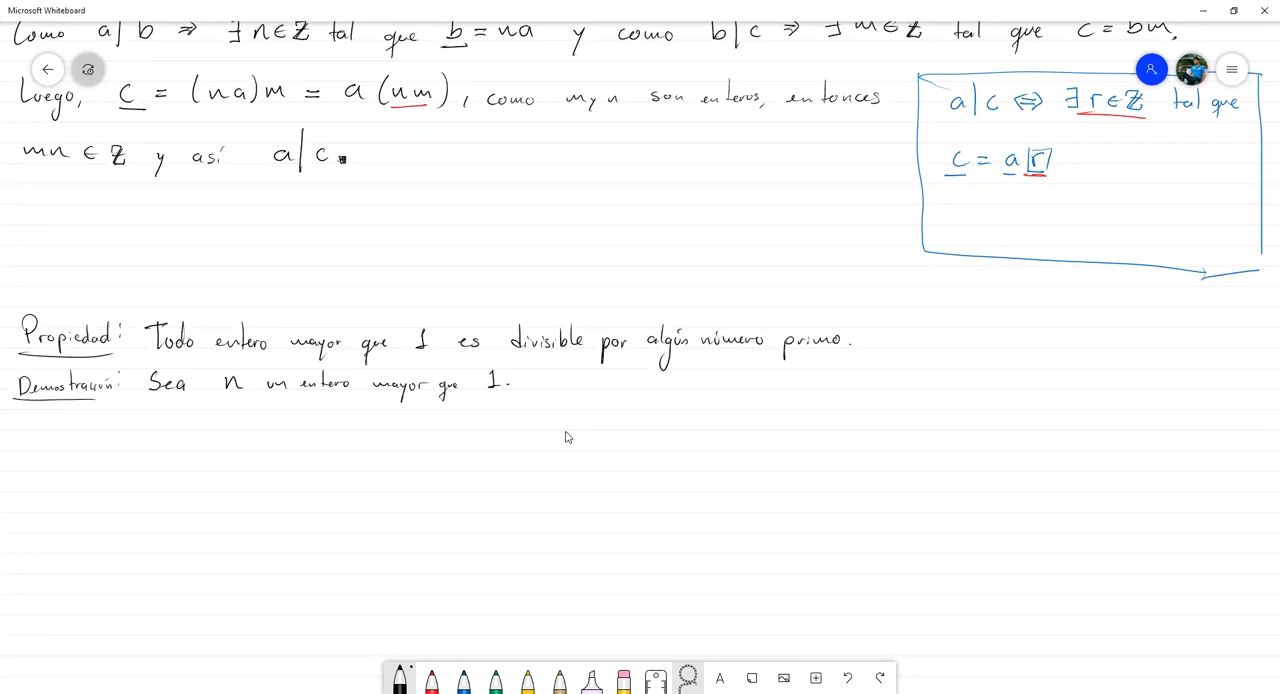 Microsoft Whiteboard
Como a|b ⇒ ∃ n∈ℤ tal que b = na y como b|c ⇒ ∃ m∈ℤ tal que c = bm,
Luego, c = (na)m = a(nm), como m y n son enteros, entonces
mn ∈ ℤ y así a|c.
a|c ⇔ ∃ r∈ℤ tal que
c = a r
Propiedad: Todo entero mayor que 1 es divisible por algún número primo.
Demostración: Sea n un entero mayor que 1.
A